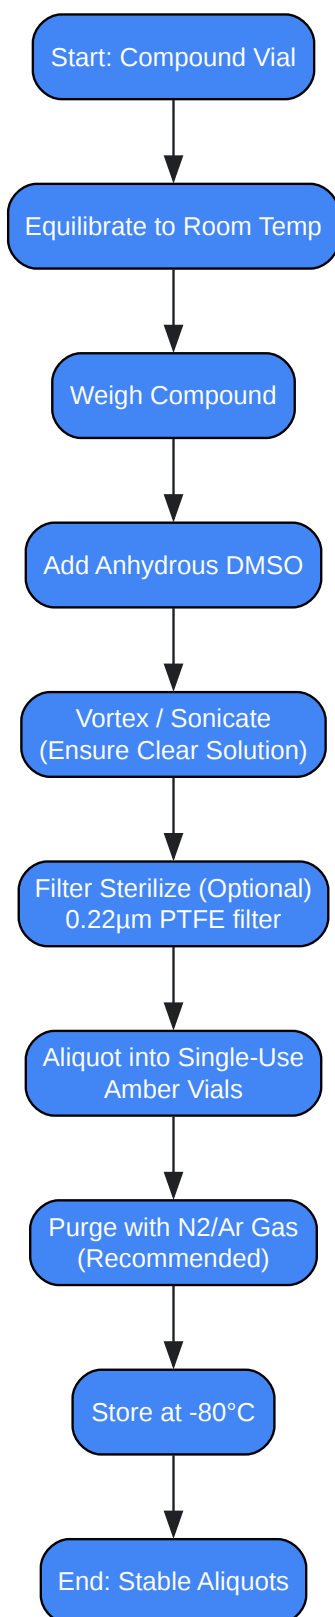 Start: Compound Vial
Equilibrate to Room Temp
Weigh Compound
Add Anhydrous DMSO
Vortex / Sonicate
(Ensure Clear Solution)
Filter Sterilize (Optional)
0.22µm PTFE filter
Aliquot into Single-Use
Amber Vials
Purge with N2/Ar Gas
(Recommended)
Store at -80°C
End: Stable Aliquots